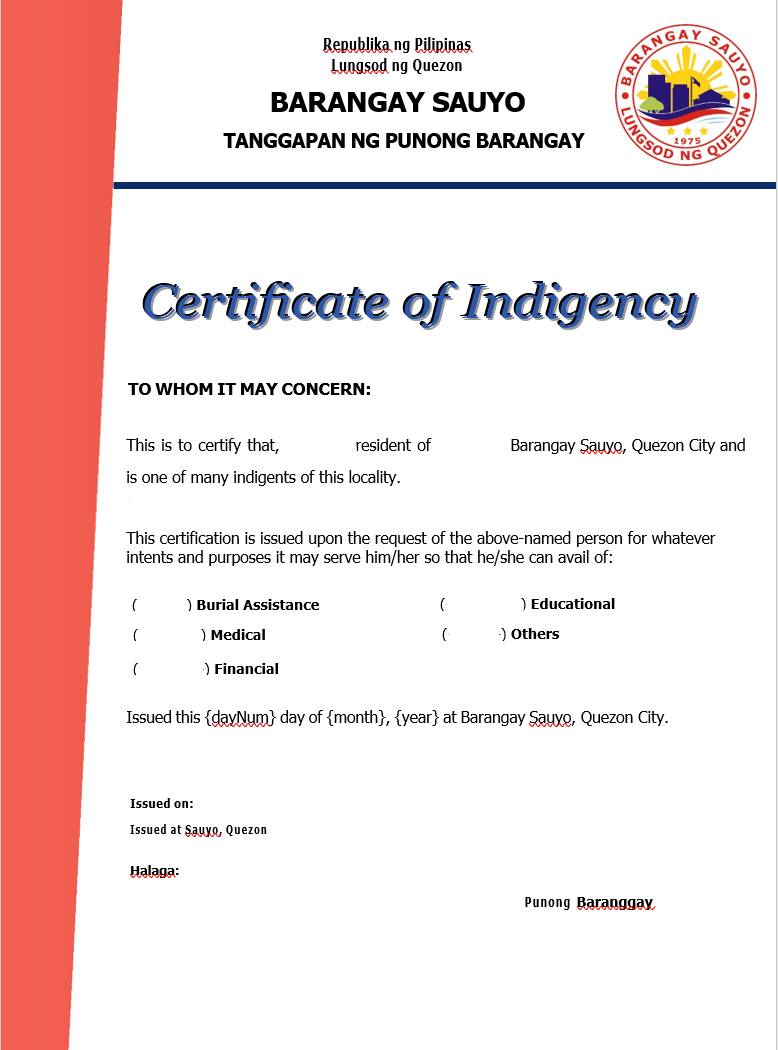 Republika ng Pilipinas
Lungsod ng Quezon
BARANGAY SAUYO
TANGGAPAN NG PUNONG BARANGAY
BARANGAY SAUYO
LUNGSOD NG QUEZON
1975
Certificate of Indigency
TO WHOM IT MAY CONCERN:
This is to certify that, resident of Barangay Sauyo, Quezon City and
is one of many indigents of this locality.
This certification is issued upon the request of the above-named person for whatever
intents and purposes it may serve him/her so that he/she can avail of:
( ) Burial Assistance ( ) Educational
( ) Medical ( ) Others
( ) Financial
Issued this {dayNum} day of {month}, {year} at Barangay Sauyo, Quezon City.
Issued on:
Issued at Sauyo, Quezon
Halaga:
Punong Baranggay